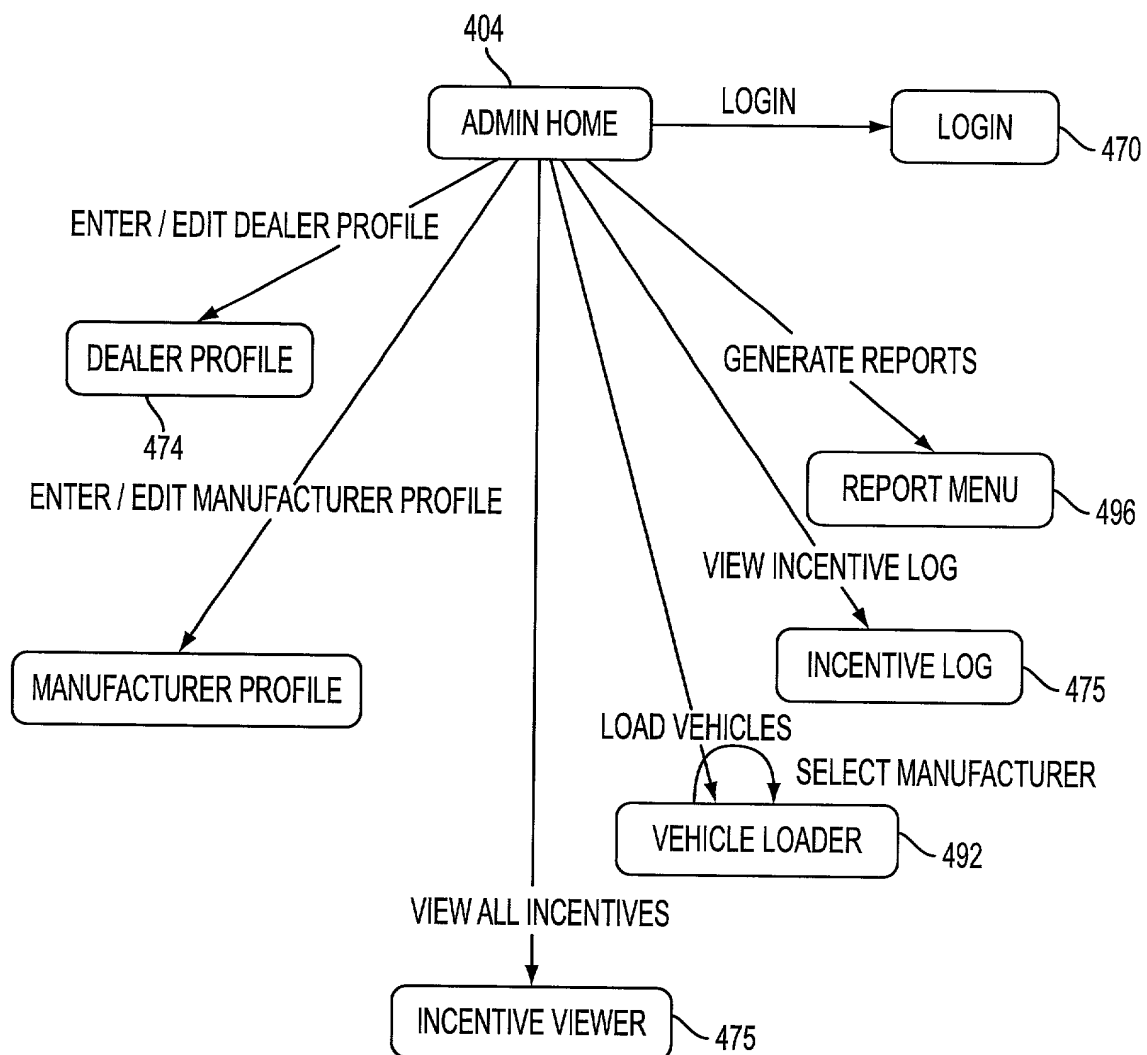 404
ADMIN HOME
LOGIN
LOGIN
470
ENTER / EDIT DEALER PROFILE
DEALER PROFILE
474
GENERATE REPORTS
REPORT MENU
496
ENTER / EDIT MANUFACTURER PROFILE
VIEW INCENTIVE LOG
INCENTIVE LOG
475
MANUFACTURER PROFILE
LOAD VEHICLES
SELECT MANUFACTURER
VEHICLE LOADER
492
VIEW ALL INCENTIVES
INCENTIVE VIEWER
475